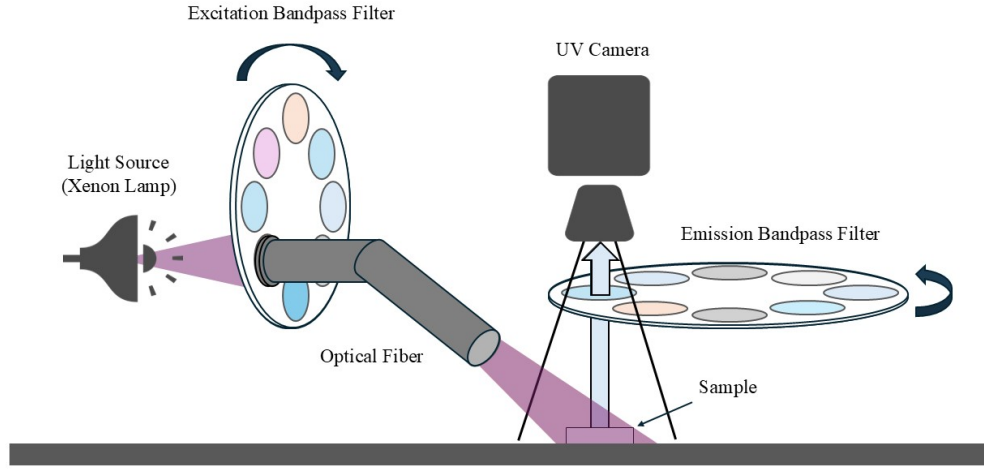 Excitation Bandpass Filter
UV Camera
Light Source
(Xenon Lamp)
Emission Bandpass Filter
Optical Fiber
Sample